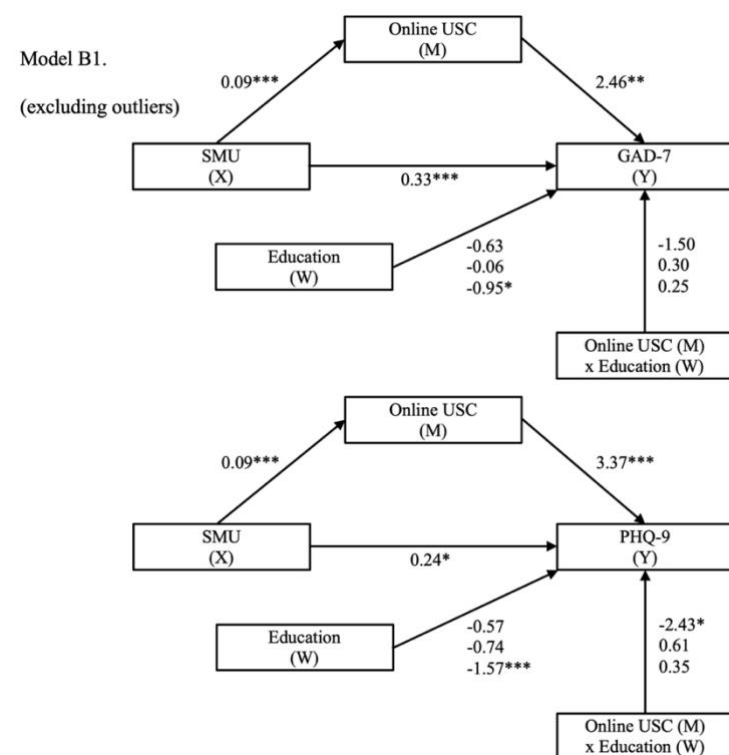 Model B1.
(excluding outliers)
Online USC
(M)
0.09***
2.46**
SMU
(X)
0.33***
GAD-7
(Y)
Education
(W)
-0.63
-0.06
-0.95*
-1.50
0.30
0.25
Online USC (M)
x Education (W)
Online USC
(M)
0.09***
3.37***
SMU
(X)
0.24*
PHQ-9
(Y)
Education
(W)
-0.57
-0.74
-1.57***
-2.43*
0.61
0.35
Online USC (M)
x Education (W)